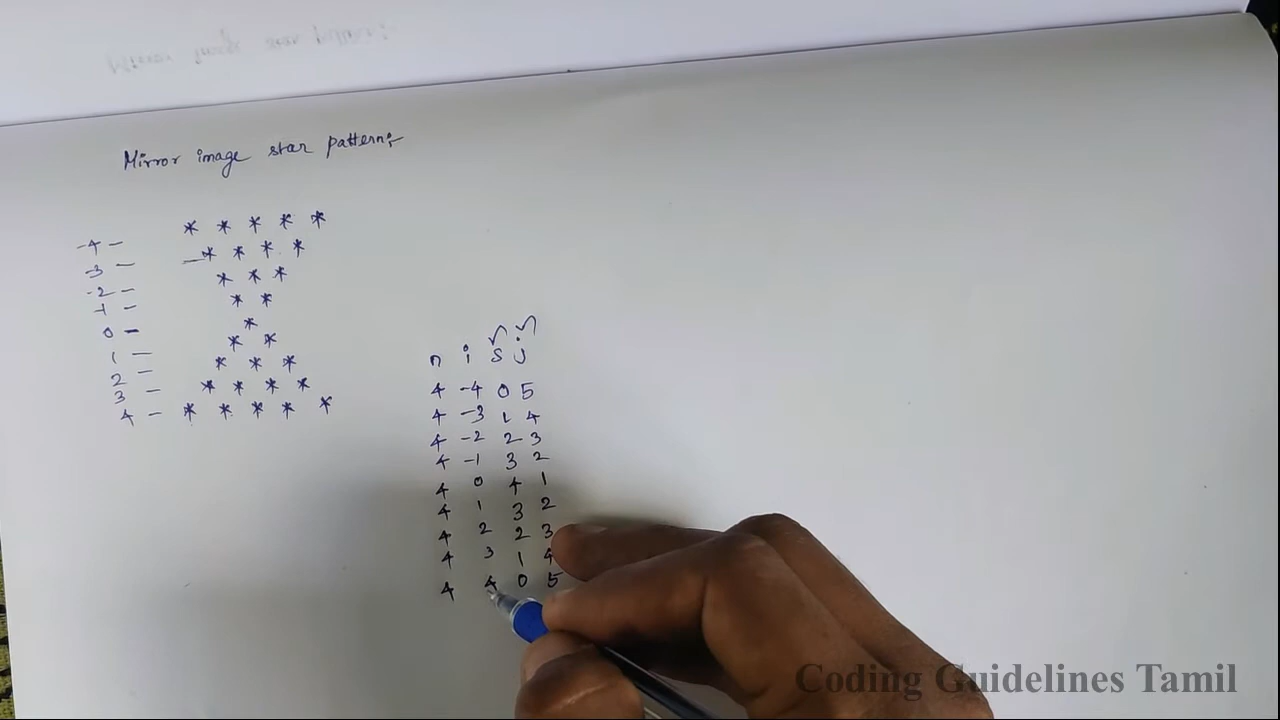 Mirror image star pattern:
-4 - * * * * *
-3 - - * * * *
-2 - * * *
-1 - * *
0 - *
1 - * *
2 - * * *
3 - * * * *
4 - * * * * *
n i s j
4 -4 0 5
4 -3 1 4
4 -2 2 3
4 -1 3 2
4 0 4 1
4 1 3 2
4 2 2 3
4 3 1 4
4 4 0 5
Coding Guidelines Tamil